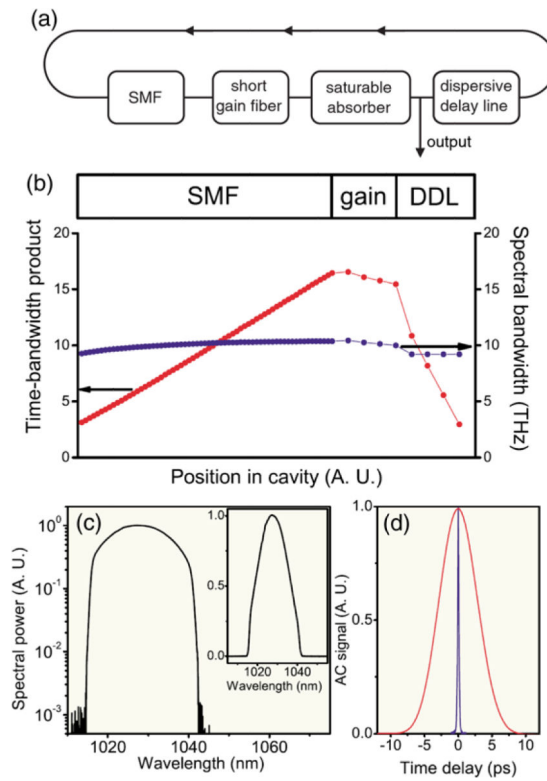 (a)
SMF
short
gain fiber
saturable
absorber
dispersive
delay line
output
(b)
SMF
gain
DDL
20
15
10
5
0
Time-bandwidth product
20
15
10
5
0
Spectral bandwidth (THz)
Position in cavity (A. U.)
(c)
10⁰
10⁻¹
10⁻²
10⁻³
Spectral power (A. U.)
1020
1040
1060
Wavelength (nm)
1.0
0.5
0.0
1020
1040
Wavelength (nm)
(d)
1.0
0.5
0.0
AC signal (A. U.)
-10
-5
0
5
10
Time delay (ps)